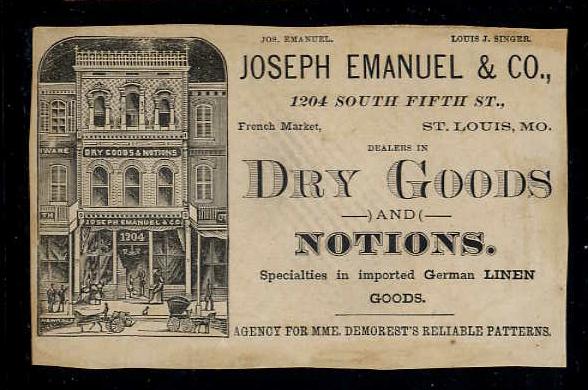 JOS. EMANUEL. LOUIS J. SINGER.
JOSEPH EMANUEL & CO.,
1204 SOUTH FIFTH ST.,
French Market, ST. LOUIS, MO.
DEALERS IN
DRY GOODS
AND
NOTIONS.
Specialties in imported German LINEN
GOODS.
AGENCY FOR MME. DEMOREST'S RELIABLE PATTERNS.
WARE
DRY GOODS & NOTIONS
TH
JOSEPH EMANUEL & CO.
1204